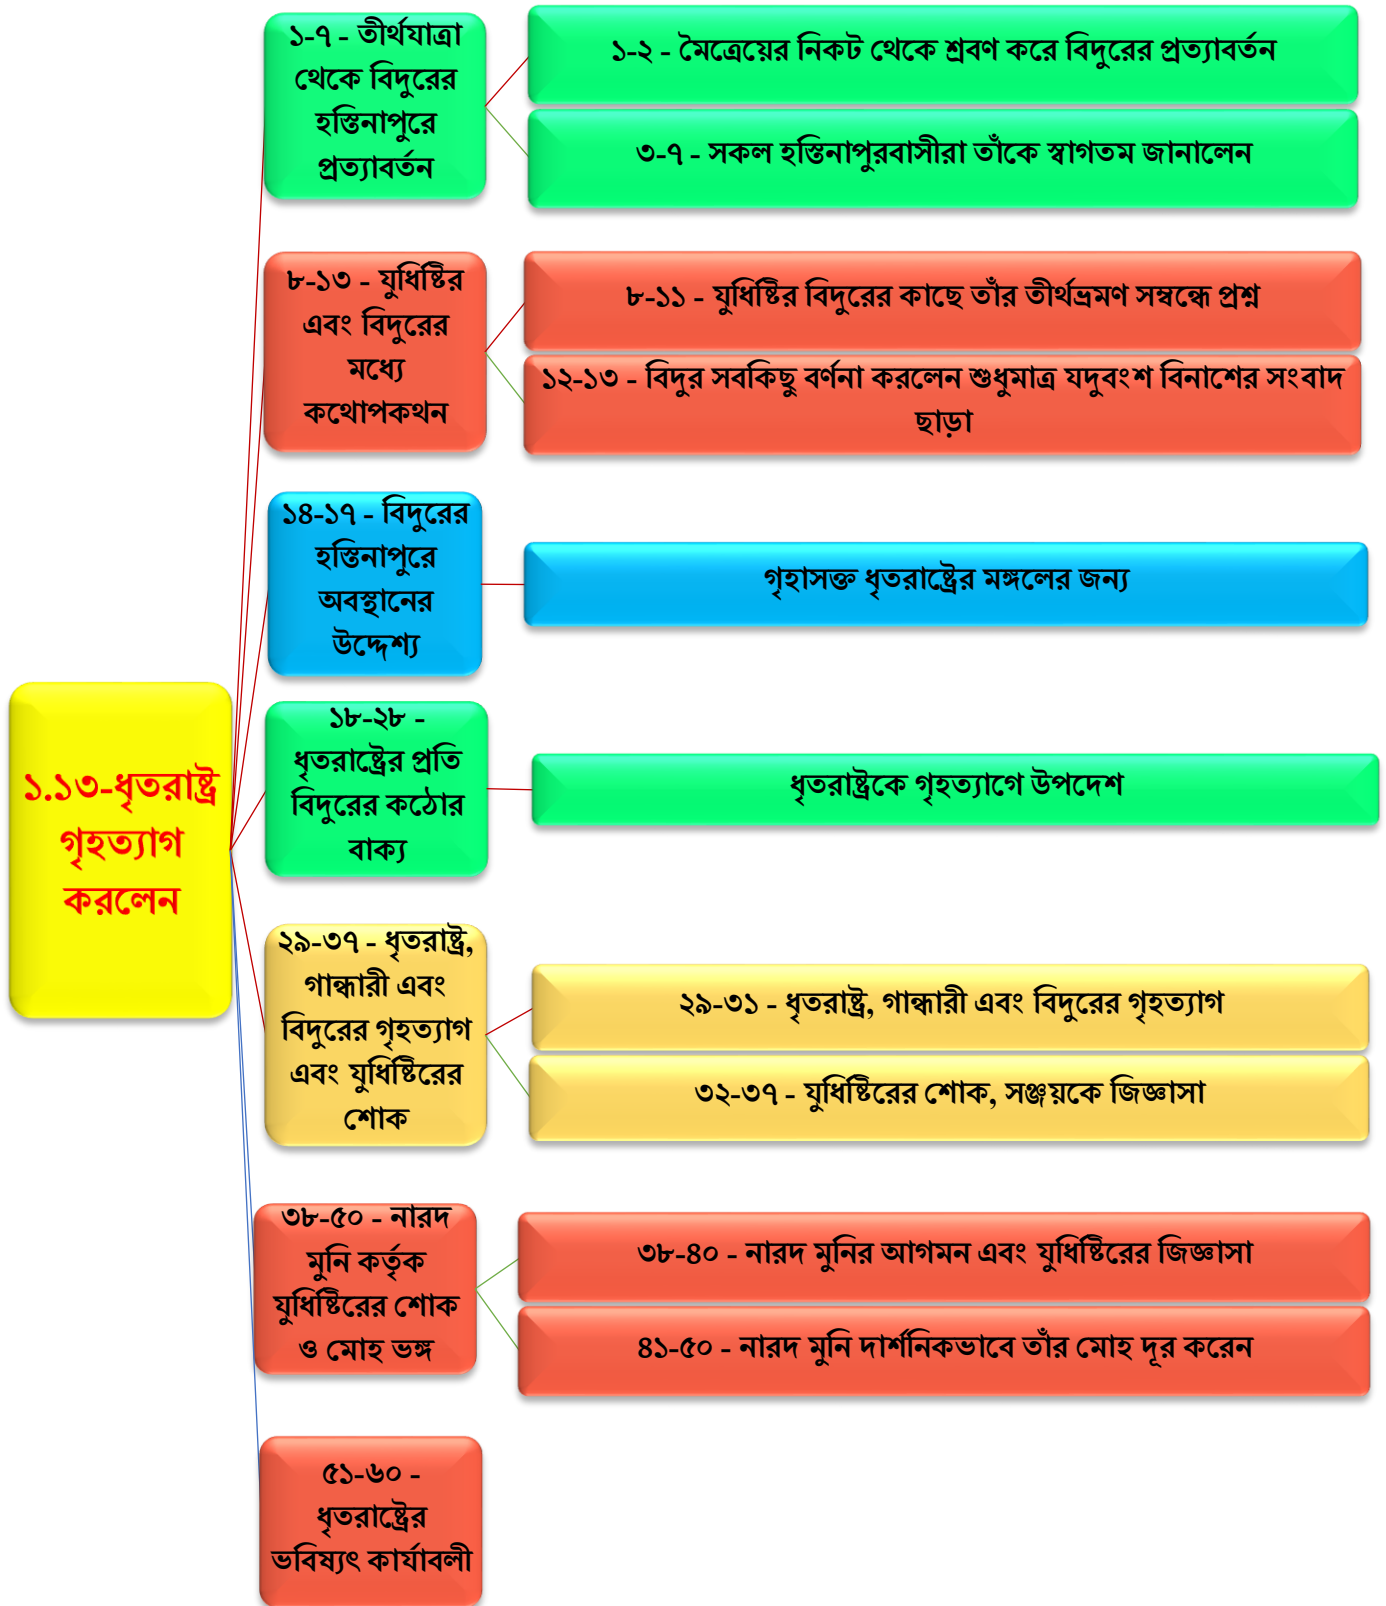 ১-৭ - তীর্থযাত্রা
থেকে বিদুরের
হস্তিনাপুরে
প্রত্যাবর্তন
১-২ - মৈত্রেয়ের নিকট থেকে শ্রবণ করে বিদুরের প্রত্যাবর্তন
৩-৭ - সকল হস্তিনাপুরবাসীরা তাঁকে স্বাগতম জানালেন
৮-১৩ - যুধিষ্টির
এবং বিদুরের
মধ্যে
কথোপকথন
৮-১১ - যুধিষ্টির বিদুরের কাছে তাঁর তীর্থভ্রমণ সম্বন্ধে প্রশ্ন
১২-১৩ - বিদুর সবকিছু বর্ণনা করলেন শুধুমাত্র যদুবংশ বিনাশের সংবাদ
ছাড়া
১৪-১৭ - বিদুরের
হস্তিনাপুরে
অবস্থানের
উদ্দেশ্য
গৃহাসক্ত ধৃতরাষ্ট্রের মঙ্গলের জন্য
১.১৩-ধৃতরাষ্ট্র
গৃহত্যাগ
করলেন
১৮-২৮ -
ধৃতরাষ্ট্রের প্রতি
বিদুরের কঠোর
বাক্য
ধৃতরাষ্ট্রকে গৃহত্যাগে উপদেশ
২৯-৩৭ - ধৃতরাষ্ট্র,
গান্ধারী এবং
বিদুরের গৃহত্যাগ
এবং যুধিষ্টিরের
শোক
২৯-৩১ - ধৃতরাষ্ট্র, গান্ধারী এবং বিদুরের গৃহত্যাগ
৩২-৩৭ - যুধিষ্টিরের শোক, সঞ্জয়কে জিজ্ঞাসা
৩৮-৫০ - নারদ
মুনি কর্তৃক
যুধিষ্টিরের শোক
ও মোহ ভঙ্গ
৩৮-৪০ - নারদ মুনির আগমন এবং যুধিষ্টিরের জিজ্ঞাসা
৪১-৫০ - নারদ মুনি দার্শনিকভাবে তাঁর মোহ দূর করেন
৫১-৬০ -
ধৃতরাষ্ট্রের
ভবিষ্যৎ কার্যাবলী